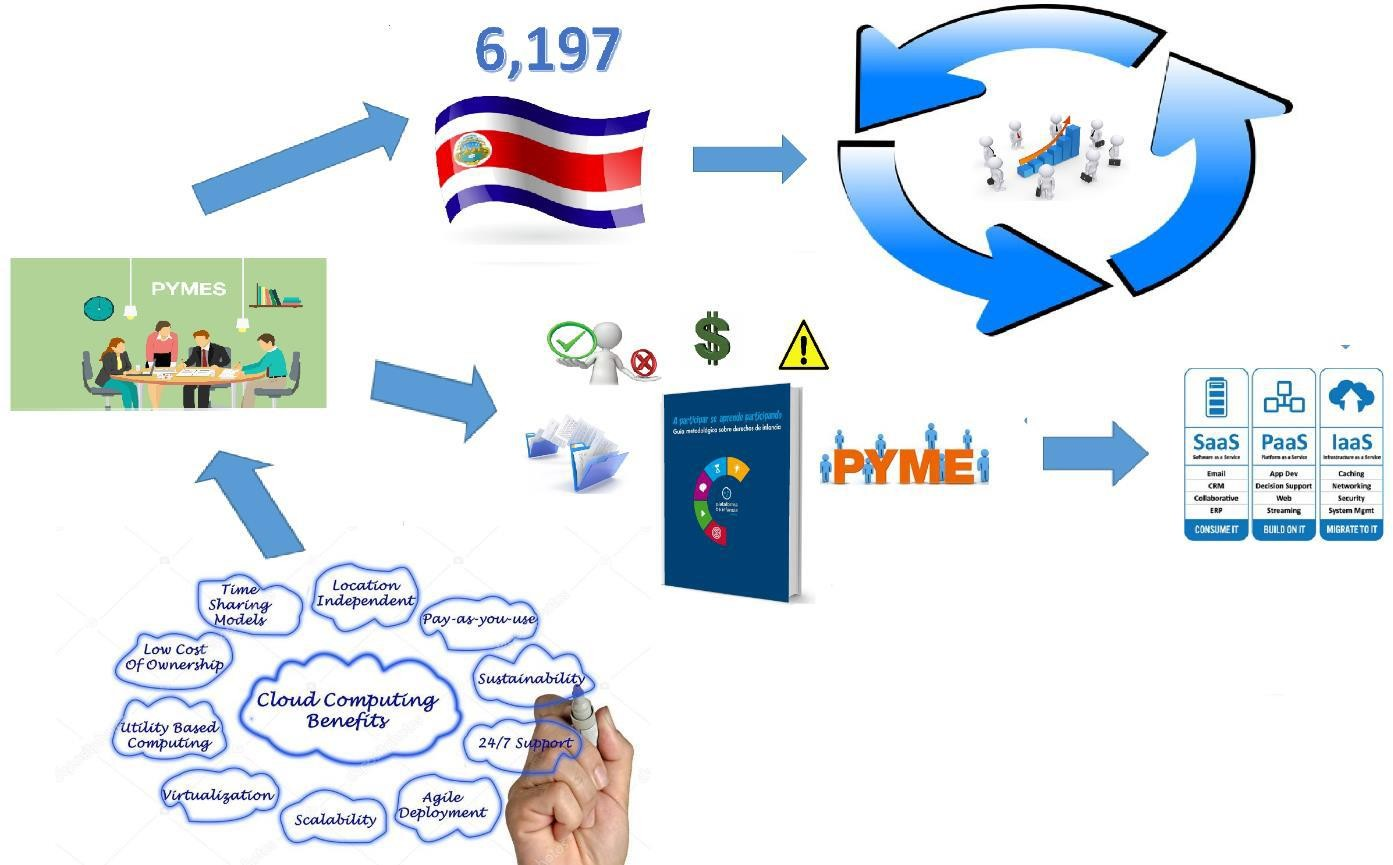 6,197
PYMES
A participar se aprende participando
Guía metodológica sobre derechos de infancia
plataforma
de infancia
PYME
SaaS
Software as a Service
Email
CRM
Collaborative
ERP
CONSUME IT
PaaS
Platform as a Service
App Dev
Decision Support
Web
Streaming
BUILD ON IT
IaaS
Infrastructure as a Service
Caching
Networking
Security
System Mgmt
MIGRATE TO IT
Time
Sharing
Models
Location
Independent
Pay-as-you-use
Low Cost
Of Ownership
Sustainability
Cloud Computing
Benefits
Utility Based
Computing
24/7 Support
Virtualization
Scalability
Agile
Deployment